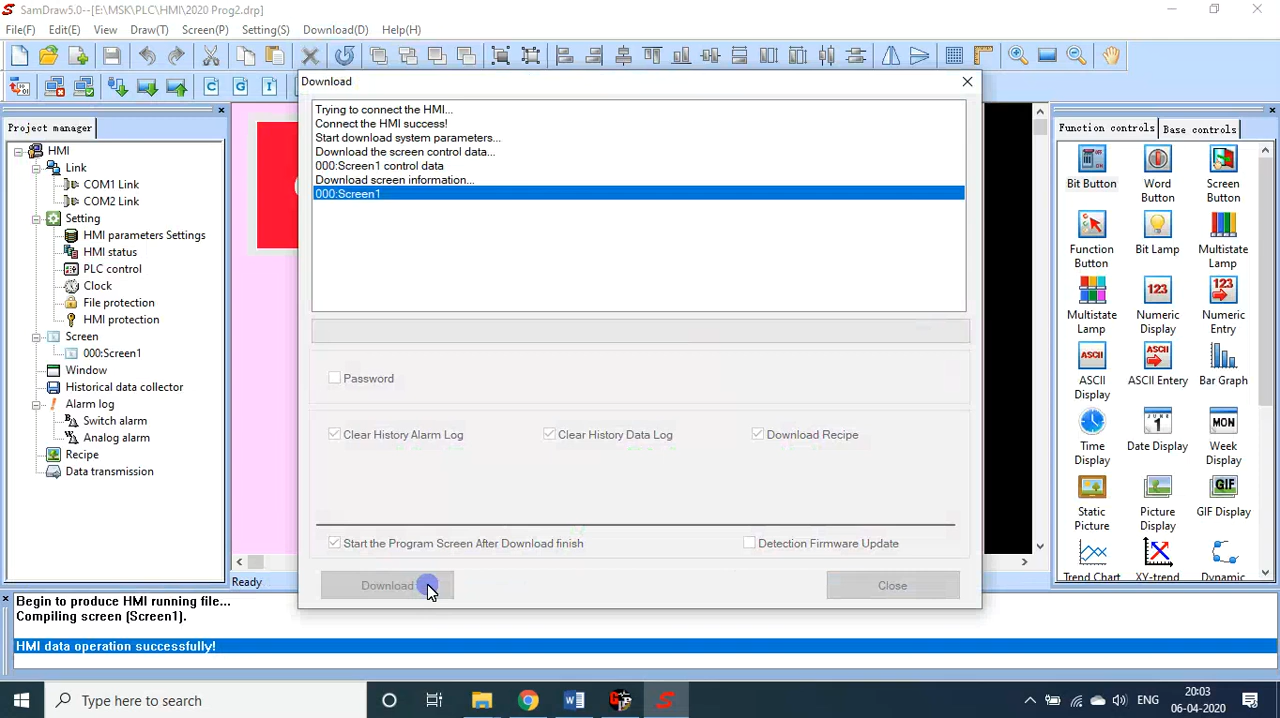 SamDraw5.0--[E:\MSK\PLC\HMI\2020 Prog2.drp]
File(F) Edit(E) View Draw(T) Screen(P) Setting(S) Download(D) Help(H)
C G I
Project manager
HMI
Link
COM1 Link
COM2 Link
Setting
HMI parameters Settings
HMI status
PLC control
Clock
File protection
HMI protection
Screen
000:Screen1
Window
Historical data collector
Alarm log
Switch alarm
Analog alarm
Recipe
Data transmission
Download
Trying to connect the HMI...
Connect the HMI success!
Start download system parameters...
Download the screen control data...
000:Screen1 control data
Download screen information...
000:Screen1
Password
Clear History Alarm Log Clear History Data Log Download Recipe
Start the Program Screen After Download finish Detection Firmware Update
Download Close
Function controls Base controls
Bit Button Word Button Screen Button
Function Button Bit Lamp Multistate Lamp
123 123
Multistate Lamp Numeric Display Numeric Entry
ASCII ASCII
ASCII Display ASCII Entery Bar Graph
1 MON
Time Display Date Display Week Display
GIF
Static Picture Picture Display GIF Display
Trend Chart XY-trend Dynamic
Ready
Begin to produce HMI running file...
Compiling screen (Screen1).
HMI data operation successfully!
Type here to search
ENG
20:03
06-04-2020